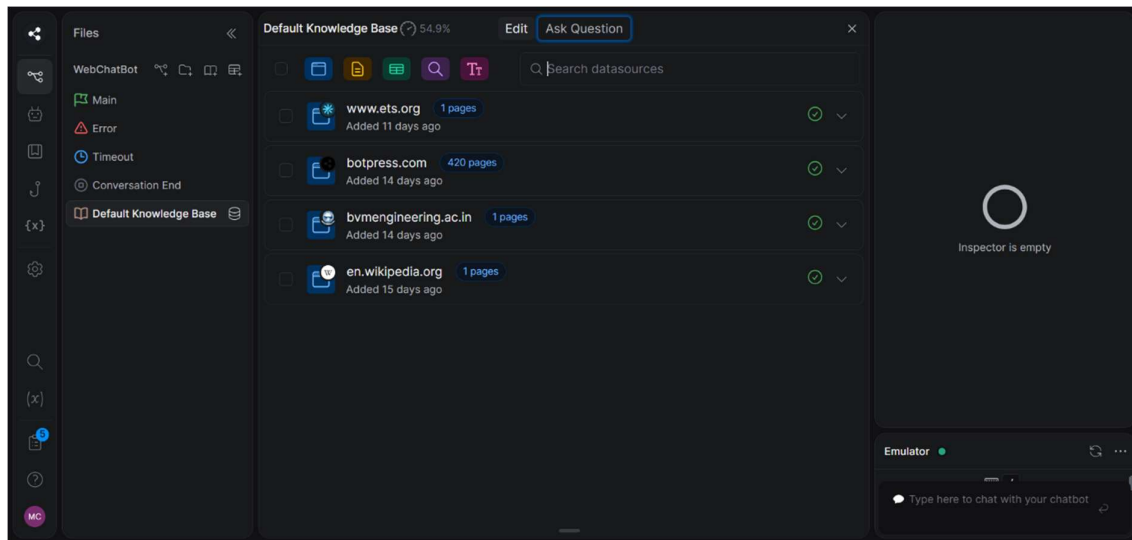 Files
WebChatBot
Main
Error
Timeout
Conversation End
Default Knowledge Base
{x}
(x)
5
MC
Default Knowledge Base 54.9%
Edit
Ask Question
Search datasources
www.ets.org 1 pages
Added 11 days ago
botpress.com 420 pages
Added 14 days ago
bvmengineering.ac.in 1 pages
Added 14 days ago
en.wikipedia.org 1 pages
Added 15 days ago
Inspector is empty
Emulator
Type here to chat with your chatbot